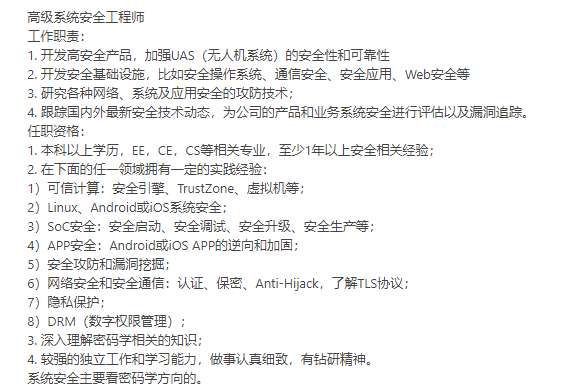 高级系统安全工程师
工作职责：
1. 开发高安全产品，加强UAS（无人机系统）的安全性和可靠性
2. 开发安全基础设施，比如安全操作系统、通信安全、安全应用、Web安全等
3. 研究各种网络、系统及应用安全的攻防技术；
4. 跟踪国内外最新安全技术动态，为公司的产品和业务系统安全进行评估以及漏洞追踪。
任职资格：
1. 本科以上学历，EE，CE，CS等相关专业，至少1年以上安全相关经验；
2. 在下面的任一领域拥有一定的实践经验：
1）可信计算：安全引擎、TrustZone、虚拟机等；
2）Linux、Android或iOS系统安全；
3）SoC安全：安全启动、安全调试、安全升级、安全生产等；
4）APP安全：Android或iOS APP的逆向和加固；
5）安全攻防和漏洞挖掘；
6）网络安全和安全通信：认证、保密、Anti-Hijack，了解TLS协议；
7）隐私保护；
8）DRM（数字权限管理）；
3. 深入理解密码学相关的知识；
4. 较强的独立工作和学习能力，做事认真细致，有钻研精神。
系统安全主要看密码学方向的。